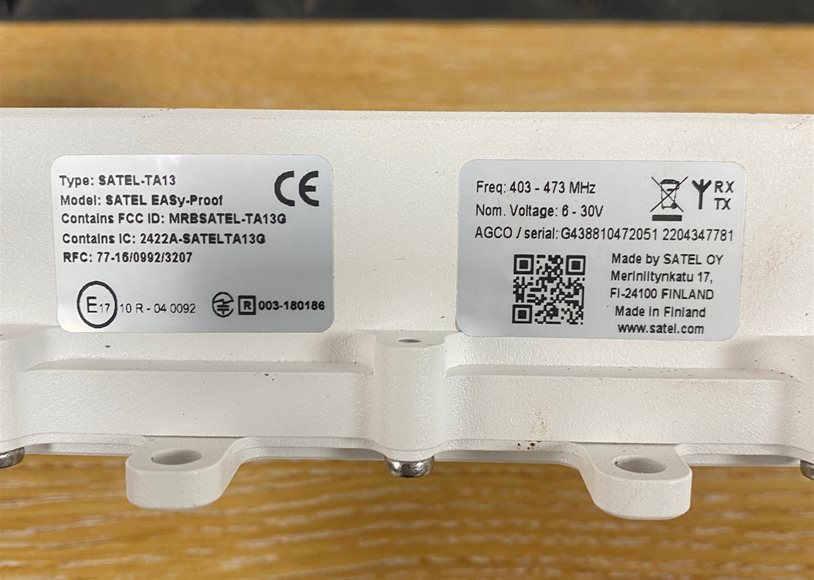 Type: SATEL-TA13
Model: SATEL EASy-Proof
Contains FCC ID: MRBSATEL-TA13G
Contains IC: 2422A-SATELTA13G
RFC: 77-16/0992/3207
CE
E17 10 R - 04 0092
R 003-180186
Freq: 403 - 473 MHz
Nom. Voltage: 6 - 30V
RX
TX
AGCO / serial: G438810472051 2204347781
Made by SATEL OY
Meriniitynkatu 17,
FI-24100 FINLAND
Made in Finland
www.satel.com